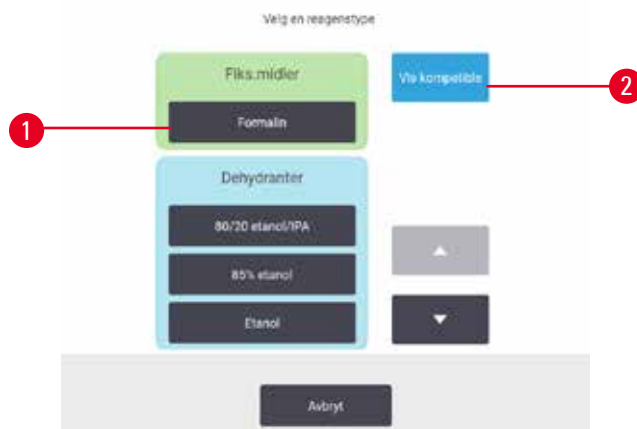 Velg en reagenstype
Fiks.midler
Vis kompatible
2
1
Formalin
Dehydranter
80/20 etanol/IPA
85% etanol
Etanol
Avbryt